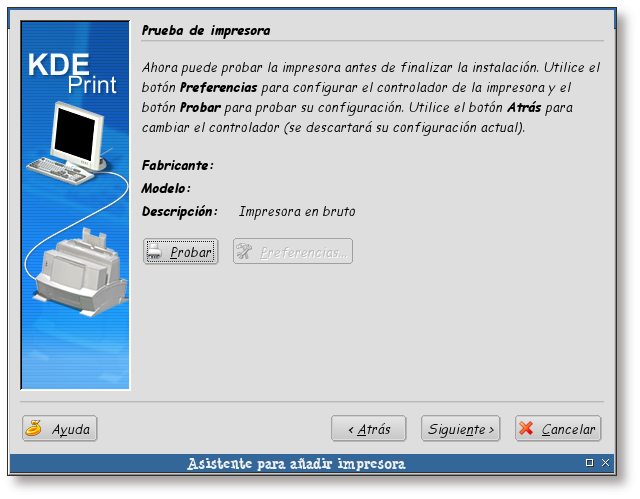 Prueba de impresora
KDE
Print
Ahora puede probar la impresora antes de finalizar la instalación. Utilice el
botón Preferencias para configurar el controlador de la impresora y el
botón Probar para probar su configuración. Utilice el botón Atrás para
cambiar el controlador (se descartará su configuración actual).
Fabricante:
Modelo:
Descripción: Impresora en bruto
Probar Preferencias...
Ayuda < Atrás Siguiente > Cancelar
Asistente para añadir impresora